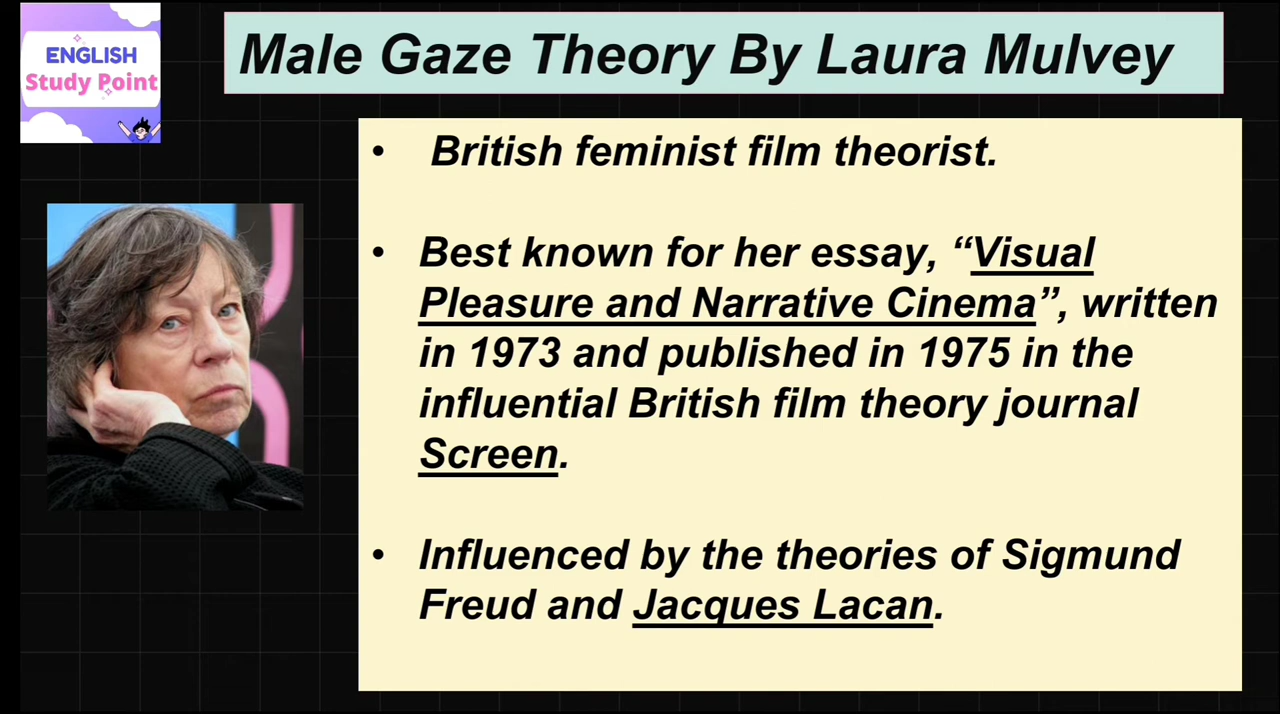 ENGLISH
Study Point
Male Gaze Theory By Laura Mulvey
• British feminist film theorist.
• Best known for her essay, “Visual
Pleasure and Narrative Cinema”, written
in 1973 and published in 1975 in the
influential British film theory journal
Screen.
• Influenced by the theories of Sigmund
Freud and Jacques Lacan.